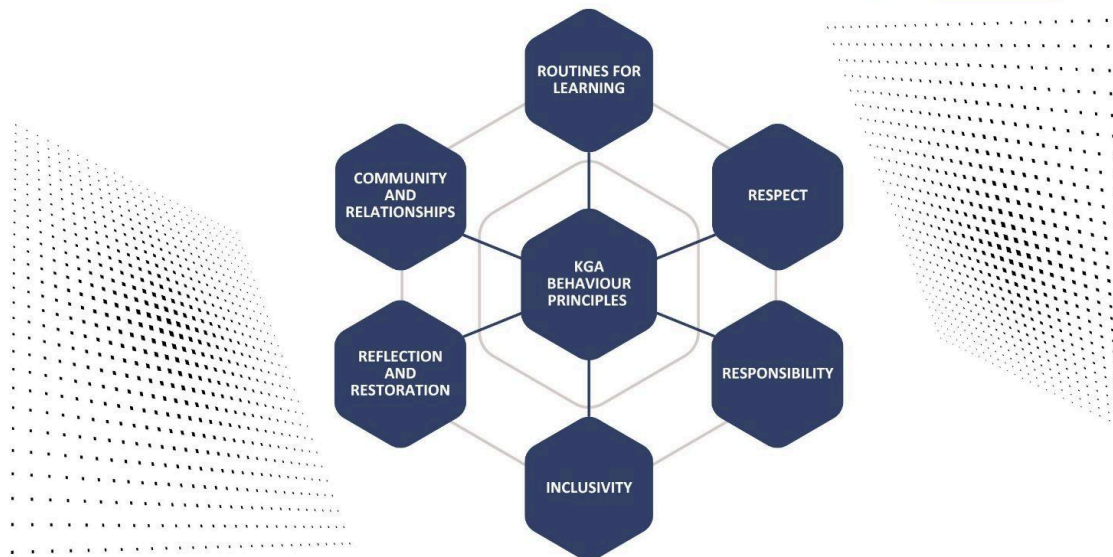 ROUTINES FOR
LEARNING
COMMUNITY
AND
RELATIONSHIPS
RESPECT
KGA
BEHAVIOUR
PRINCIPLES
REFLECTION
AND
RESTORATION
RESPONSIBILITY
INCLUSIVITY